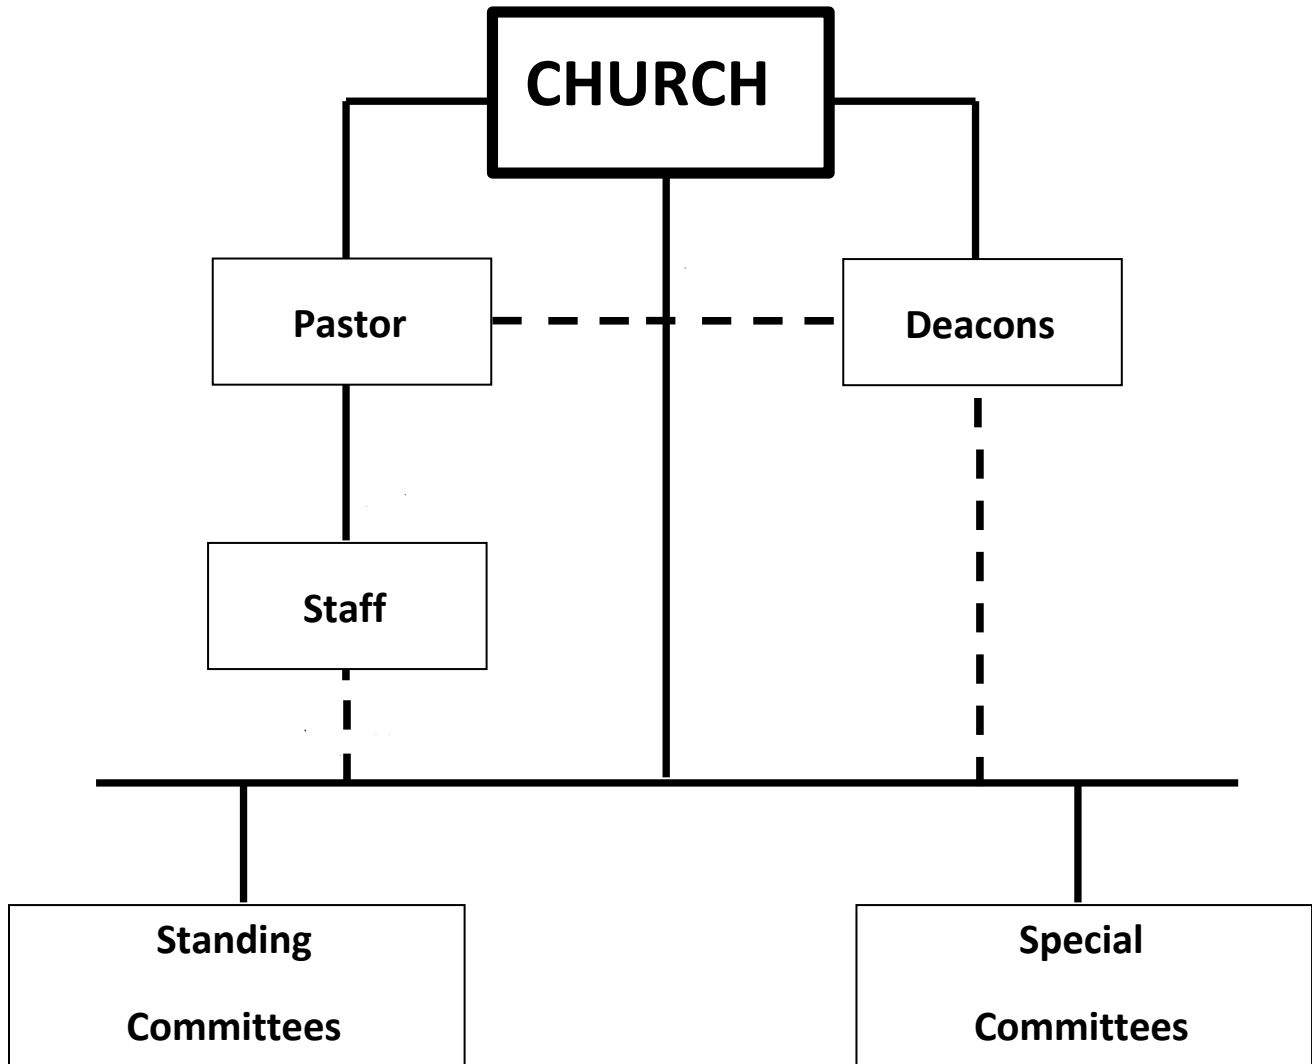 CHURCH
Pastor
Deacons
Staff
Standing
Committees
Special
Committees